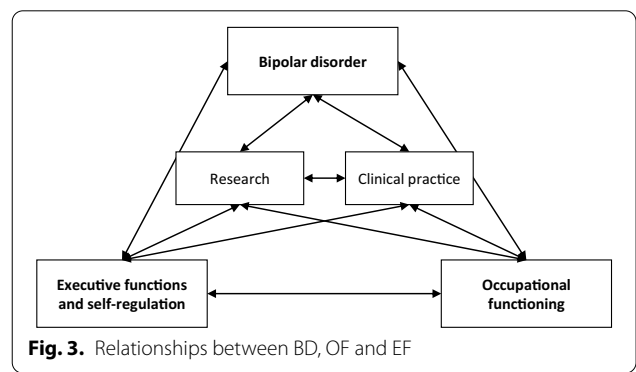 Bipolar disorder
Research
Clinical practice
Executive functions
and self-regulation
Occupational
functioning
Fig. 3. Relationships between BD, OF and EF